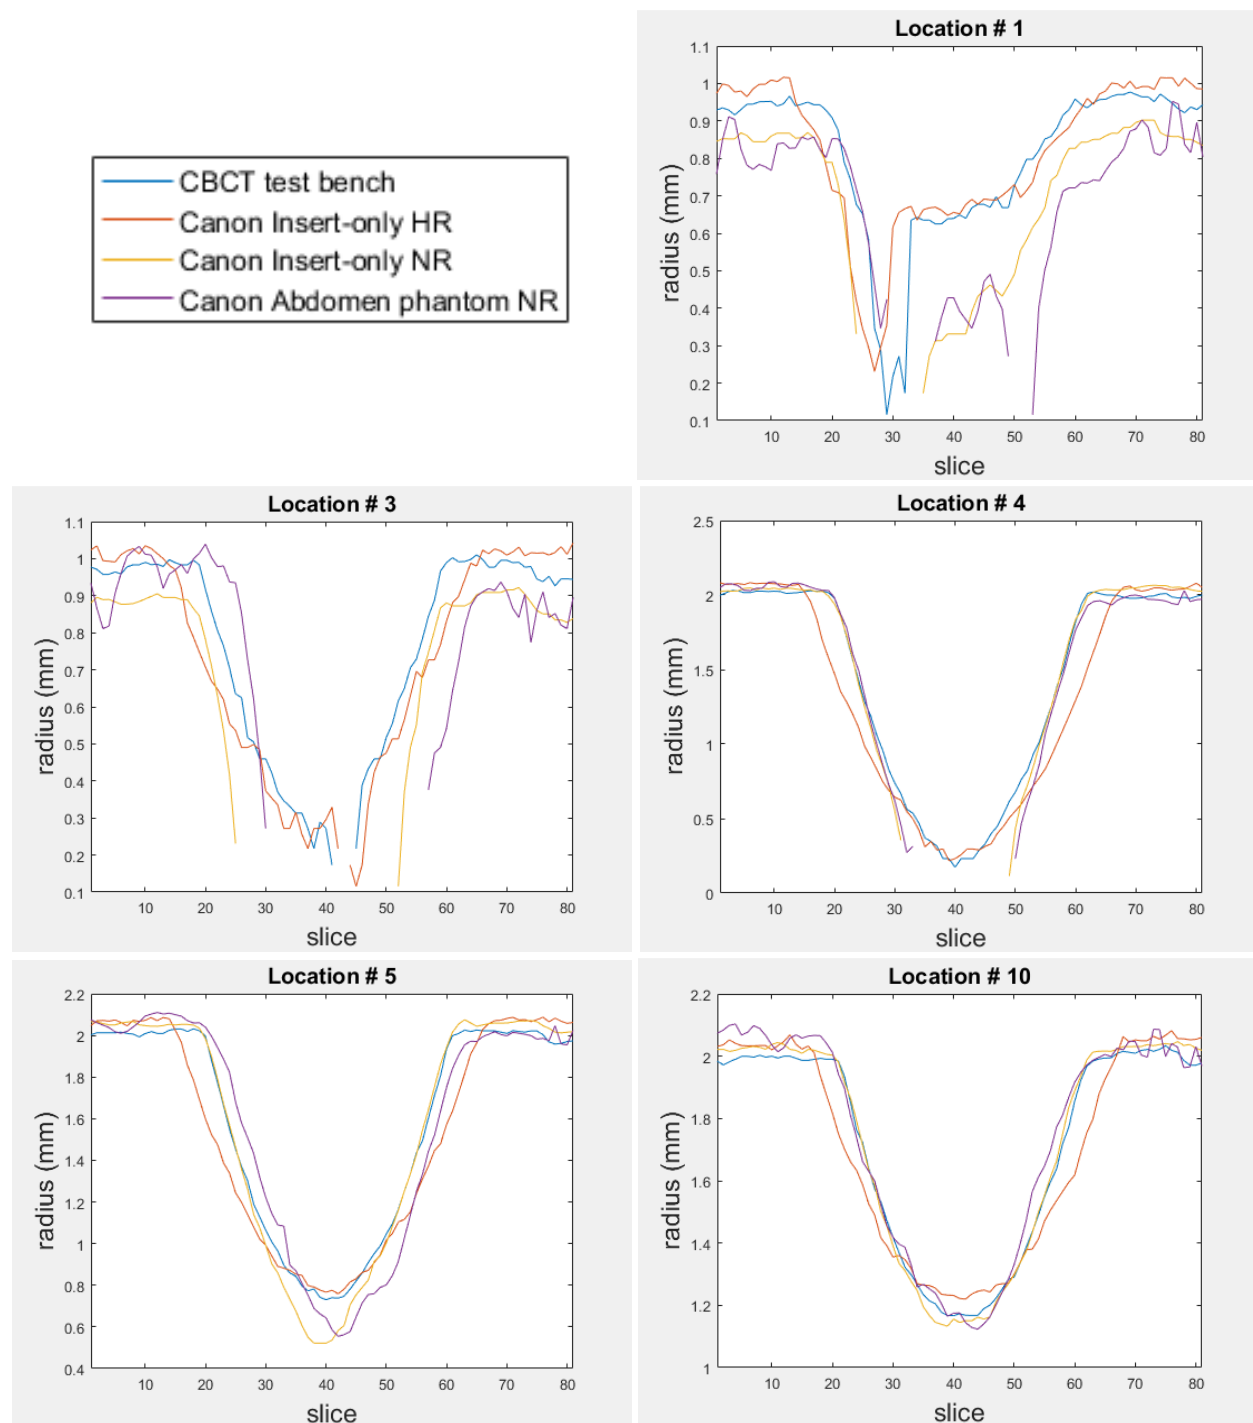 CBCT test bench
Canon Insert-only HR
Canon Insert-only NR
Canon Abdomen phantom NR
Location # 1
1.1
1
0.9
0.8
0.7
0.6
0.5
0.4
0.3
0.2
0.1
radius (mm)
10 20 30 40 50 60 70 80
slice
Location # 3
1.1
1
0.9
0.8
0.7
0.6
0.5
0.4
0.3
0.2
0.1
radius (mm)
10 20 30 40 50 60 70 80
slice
Location # 4
2.5
2
1.5
1
0.5
0
radius (mm)
10 20 30 40 50 60 70 80
slice
Location # 5
2.2
2
1.8
1.6
1.4
1.2
1
0.8
0.6
0.4
radius (mm)
10 20 30 40 50 60 70 80
slice
Location # 10
2.2
2
1.8
1.6
1.4
1.2
1
radius (mm)
10 20 30 40 50 60 70 80
slice